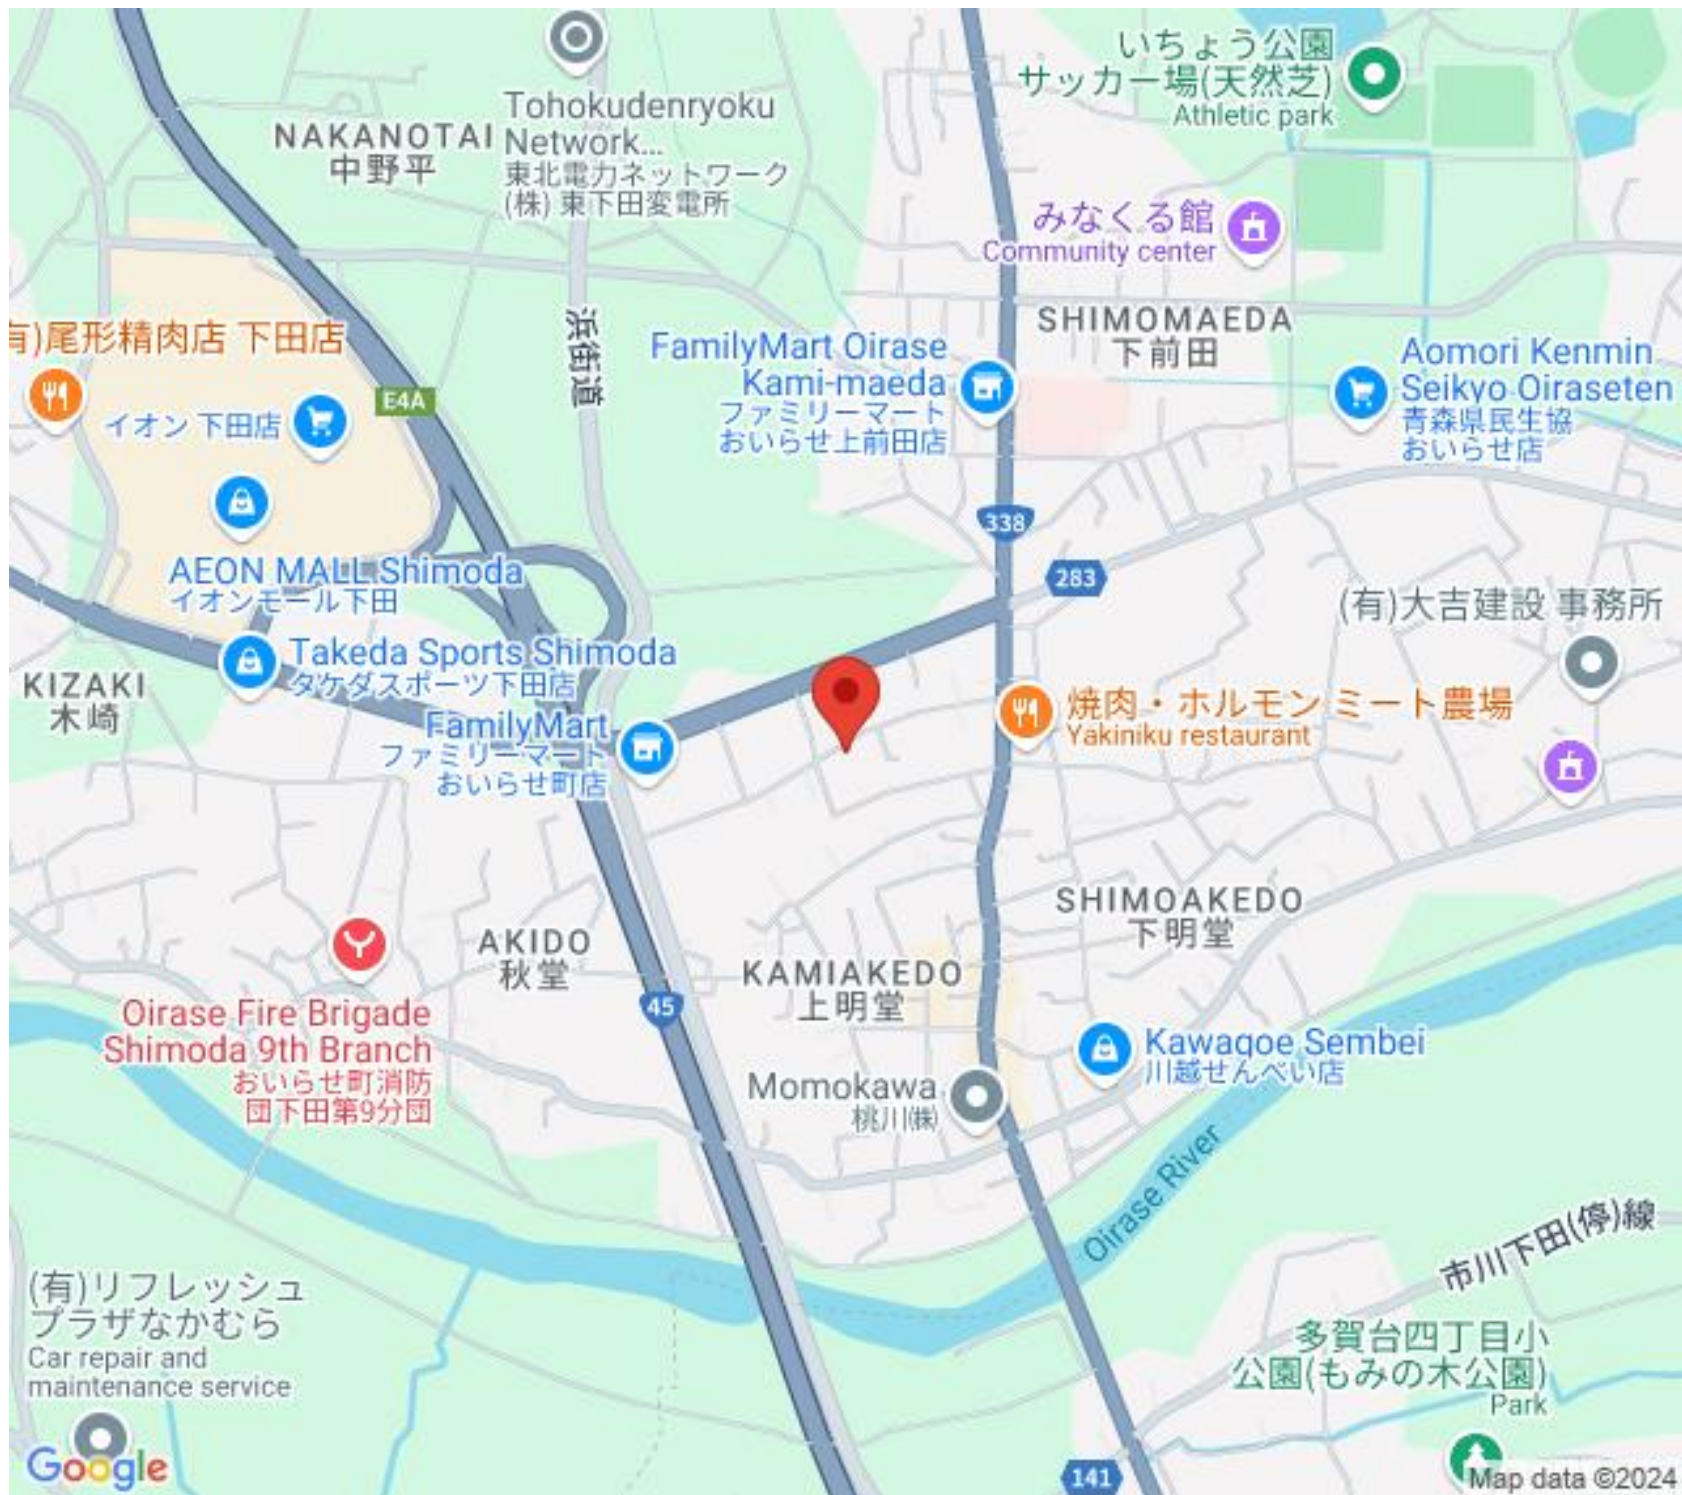 いちょう公園
サッカー場(天然芝)
Athletic park
Tohokudenryoku
Network...
東北電力ネットワーク
(株) 東下田変電所
NAKANOTAI
中野平
みなくる館
Community center
浜街道
SHIMOMAEDA
下前田
有)尾形精肉店 下田店
FamilyMart Oirase
Kami-maeda
ファミリーマート
おいらせ上前田店
Aomori Kenmin
Seikyo Oiraseten
青森県民生協
おいらせ店
E4A
イオン 下田店
338
AEON MALL Shimoda
イオンモール下田
283
(有)大吉建設 事務所
Takeda Sports Shimoda
タケダスポーツ下田店
KIZAKI
木崎
FamilyMart
ファミリーマート
おいらせ町店
焼肉・ホルモン ミート農場
Yakiniku restaurant
SHIMOAKEDO
下明堂
AKIDO
秋堂
KAMIAKEDO
上明堂
45
Oirase Fire Brigade
Shimoda 9th Branch
おいらせ町消防
団下田第9分団
Kawagoe Sembei
川越せんべい店
Momokawa
桃川㈱
Oirase River
市川下田(停)線
(有)リフレッシュ
プラザなかむら
Car repair and
maintenance service
多賀台四丁目小
公園(もみの木公園)
Park
141
Google
Map data ©2024